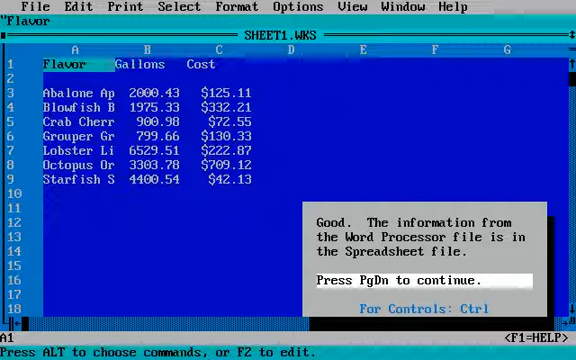 File Edit Print Select Format Options View Window Help
"Flavor
SHEET1.WKS
A B C D E F G
1 Flavor Gallons Cost
2
3 Abalone Ap 2000.43 $125.11
4 Blowfish B 1975.33 $332.21
5 Crab Cherr 900.98 $72.55
6 Grouper Gr 799.66 $130.33
7 Lobster Li 6529.51 $222.87
8 Octopus Or 3303.78 $709.12
9 Starfish S 4400.54 $42.13
10
11
12
13
14
15
16
17
18
Good. The information from
the Word Processor file is in
the Spreadsheet file.
Press PgDn to continue.
For Controls: Ctrl
A1 <F1=HELP>
Press ALT to choose commands, or F2 to edit.